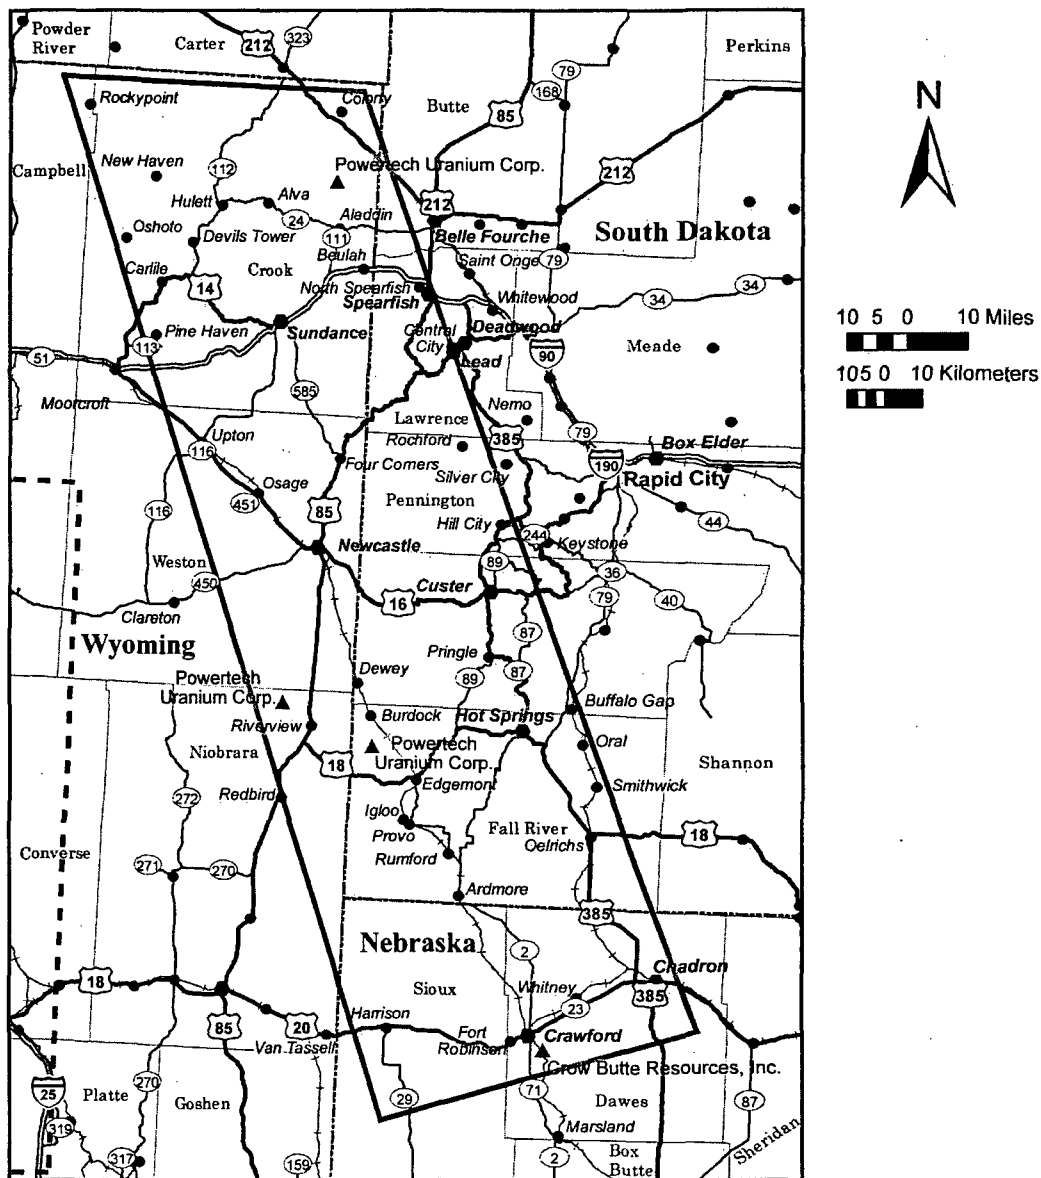 Powder
River
Carter
212
323
Perkins
79
168
Rockypoint
Colony
Butte
85
New Haven
Campbell
112
Powertech Uranium Corp.
212
Hulett
Alva
24
Aladdin
212
Belle Fourche
South Dakota
Oshoto
Devils Tower
111
Beulah
Saint Onge
79
Carlile
Crook
14
North Spearfish
Spearfish
Whitewood
34
34
Pine Haven
Sundance
Central
City
Deadwood
Lead
90
Meade
113
51
Moorcroft
585
Nemo
Lawrence
79
Upton
116
Rochford
385
Box Elder
Four Corners
Silver City
190
Rapid City
Osage
451
Pennington
116
85
Hill City
44
244
Keystone
Newcastle
Weston
89
36
450
Custer
16
79
40
Clareton
Wyoming
87
Pringle
Dewey
89
87
Powertech
Uranium Corp.
Buffalo Gap
Burdock
Hot Springs
Riverview
Powertech
Uranium Corp.
Oral
Niobrara
18
Edgemont
Shannon
Smithwick
272
Redbird
Igloo
Provo
Fall River
Oelrichs
18
Converse
Rumford
271
270
Ardmore
385
Nebraska
2
Chadron
18
Sioux
Whitney
385
23
85
20
Harrison
Fort
Robinson
Crawford
Van Tassell
Crow Butte Resources, Inc.
25
270
Platte
Goshen
29
71
Dawes
87
319
Marsland
Sheridan
317
159
2
Box
Butte
N
10 5 0 10 Miles
10 5 0 10 Kilometers